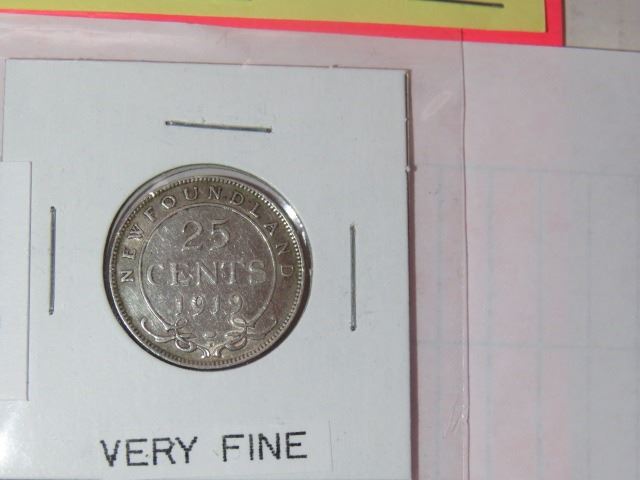 NEWFOUNDLAND
25
CENTS
1919
VERY FINE